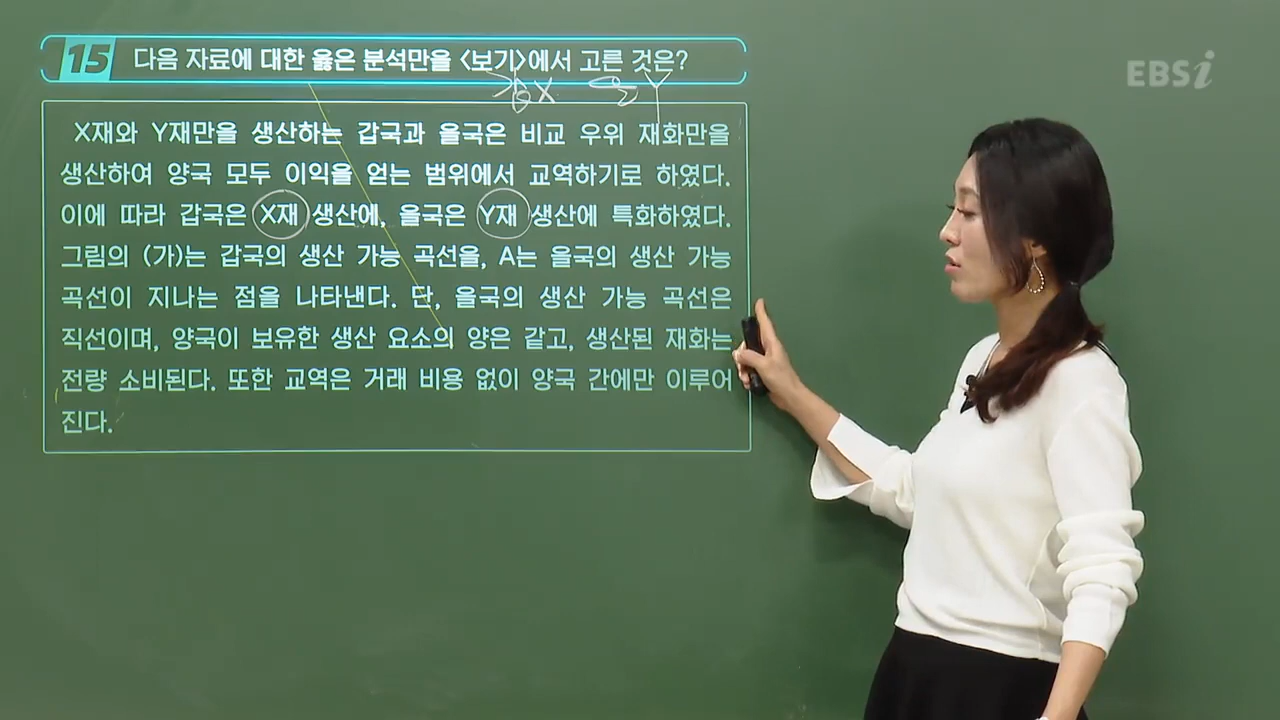 15 다음 자료에 대한 옳은 분석만을 <보기>에서 고른 것은?
EBSi
갑X 을Y
X재와 Y재만을 생산하는 갑국과 을국은 비교 우위 재화만을
생산하여 양국 모두 이익을 얻는 범위에서 교역하기로 하였다.
이에 따라 갑국은 X재 생산에, 을국은 Y재 생산에 특화하였다.
그림의 (가)는 갑국의 생산 가능 곡선을, A는 을국의 생산 가능
곡선이 지나는 점을 나타낸다. 단, 을국의 생산 가능 곡선은
직선이며, 양국이 보유한 생산 요소의 양은 같고, 생산된 재화는
전량 소비된다. 또한 교역은 거래 비용 없이 양국 간에만 이루어
진다.